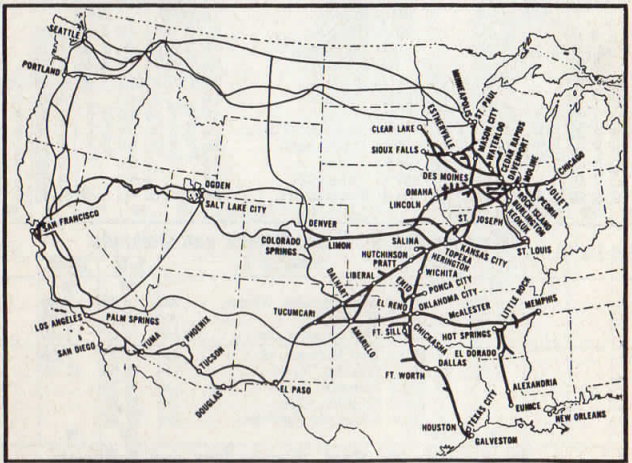 SEATTLE
PORTLAND
MINNEAPOLIS
ST. PAUL
ESTHERVILLE
MASON CITY
WATERLOO
CEDAR RAPIDS
DAVENPORT
MOLINE
CHICAGO
CLEAR LAKE
SIOUX FALLS
DES MOINES
JOLIET
PEORIA
ROCK ISLAND
BURLINGTON
KEOKUK
OMAHA
LINCOLN
OGDEN
SALT LAKE CITY
SAN FRANCISCO
DENVER
LIMON
COLORADO
SPRINGS
ST. JOSEPH
SALINA
KANSAS CITY
ST. LOUIS
TOPEKA
HERINGTON
HUTCHINSON
PRATT
WICHITA
LIBERAL
PONCA CITY
ENID
DALHART
TUCUMCARI
EL RENO
OKLAHOMA CITY
McALESTER
LITTLE ROCK
MEMPHIS
LOS ANGELES
PALM SPRINGS
PHOENIX
YUMA
SAN DIEGO
TUCSON
DOUGLAS
EL PASO
AMARILLO
FT. SILL
CHICKASHA
HOT SPRINGS
EL DORADO
DALLAS
FT. WORTH
ALEXANDRIA
EUNICE
NEW ORLEANS
HOUSTON
TEXAS CITY
GALVESTOM